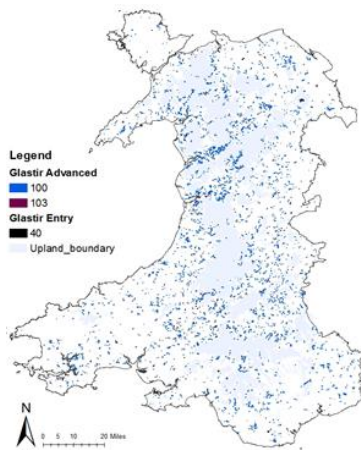 Legend
Glastir Advanced
100
103
Glastir Entry
40
Upland_boundary
N
0 5 10 20 Miles